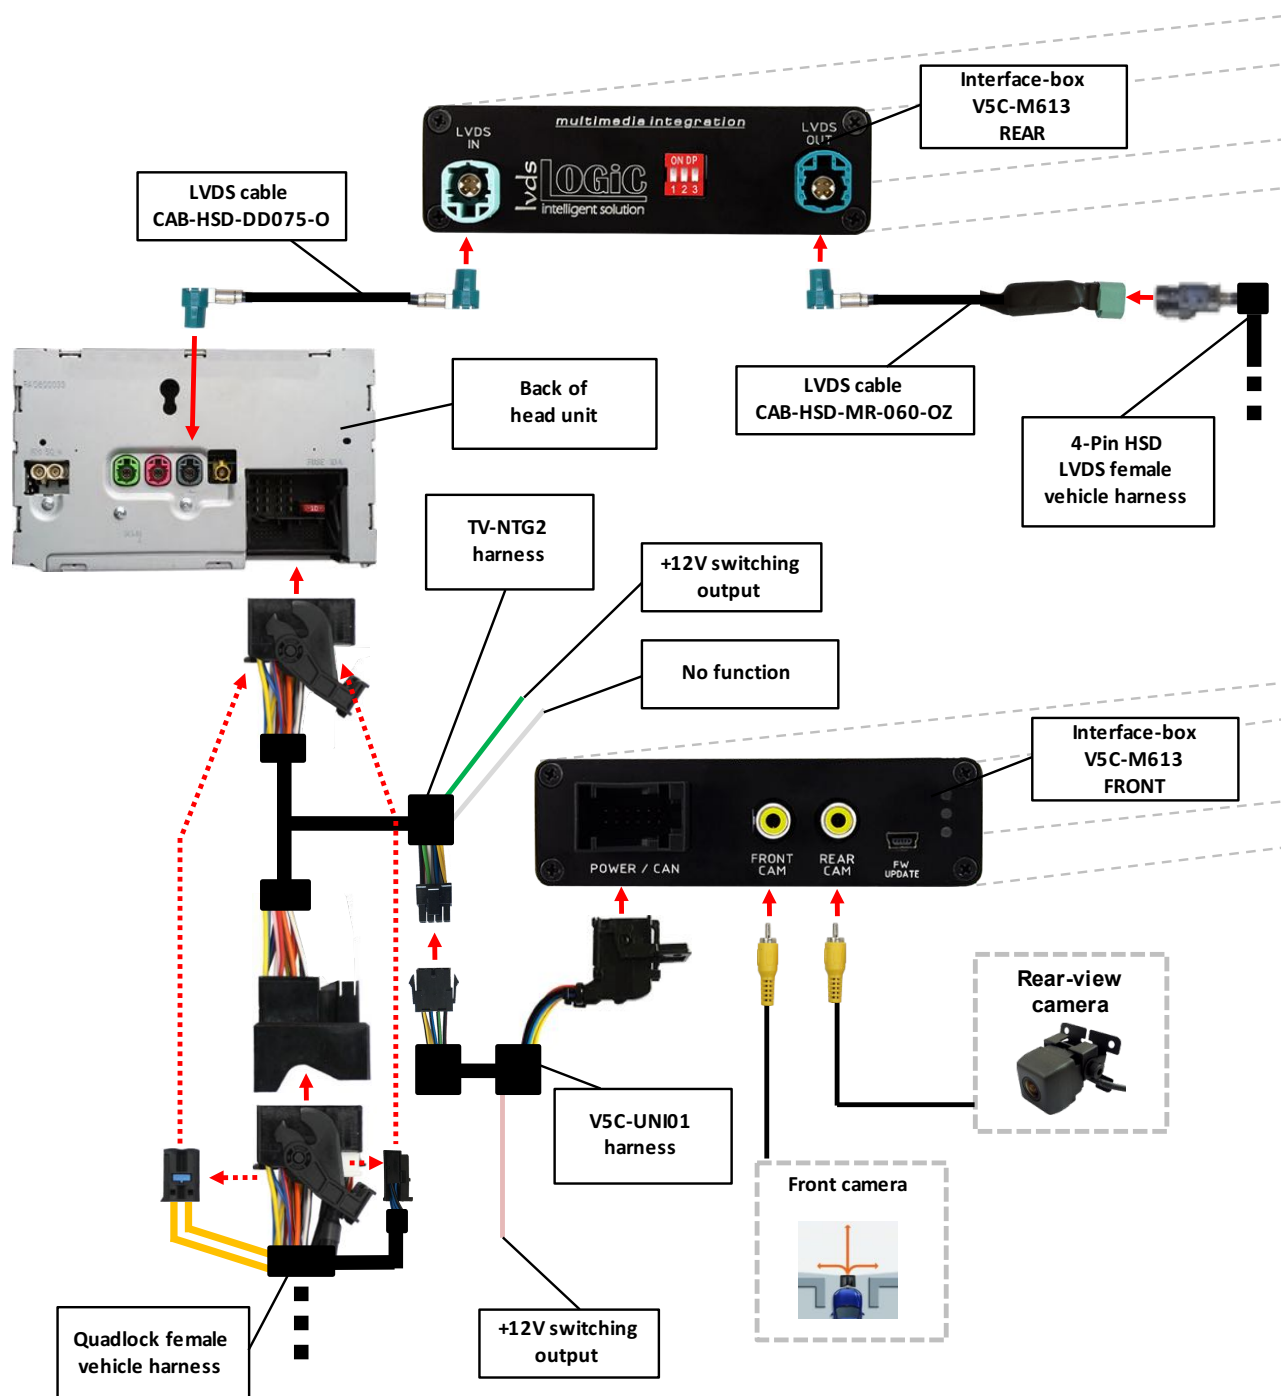 Interface-box
V5C-M613
REAR
multimedia integration
LVDS
IN
LVDS
OUT
ON DP
1 2 3
lvds
LOGiC
intelligent solution
LVDS cable
CAB-HSD-DD075-O
LVDS cable
CAB-HSD-MR-060-OZ
Back of
head unit
4-Pin HSD
LVDS female
vehicle harness
10
TV-NTG2
harness
+12V switching
output
No function
Interface-box
V5C-M613
FRONT
POWER / CAN
FRONT
CAM
REAR
CAM
FW
UPDATE
Rear-view
camera
V5C-UNI01
harness
Front camera
+12V switching
output
Quadlock female
vehicle harness